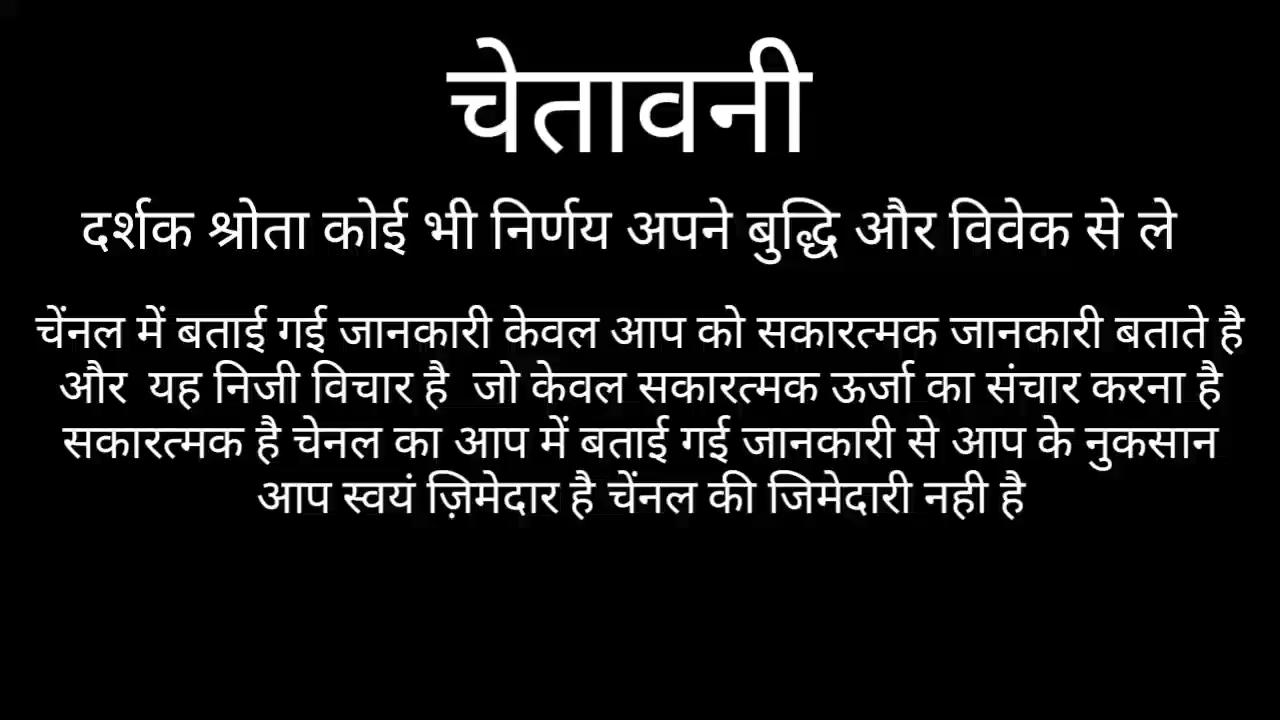 चेतावनी
दर्शक श्रोता कोई भी निर्णय अपने बुद्धि और विवेक से ले
चेंनल में बताई गई जानकारी केवल आप को सकारत्मक जानकारी बताते है
और यह निजी विचार है जो केवल सकारत्मक ऊर्जा का संचार करना है
सकारत्मक है चेनल का आप में बताई गई जानकारी से आप के नुकसान
आप स्वयं ज़िमेदार है चेंनल की जिमेदारी नही है